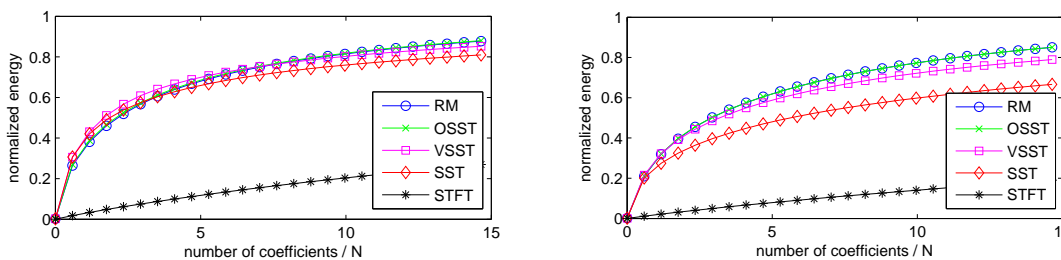 1
0.8
0.6
0.4
0.2
0
0
5
10
15
normalized energy
number of coefficients / N
RM
OSST
VSST
SST
STFT
1
0.8
0.6
0.4
0.2
0
0
5
10
normalized energy
number of coefficients / N
RM
OSST
VSST
SST
STFT